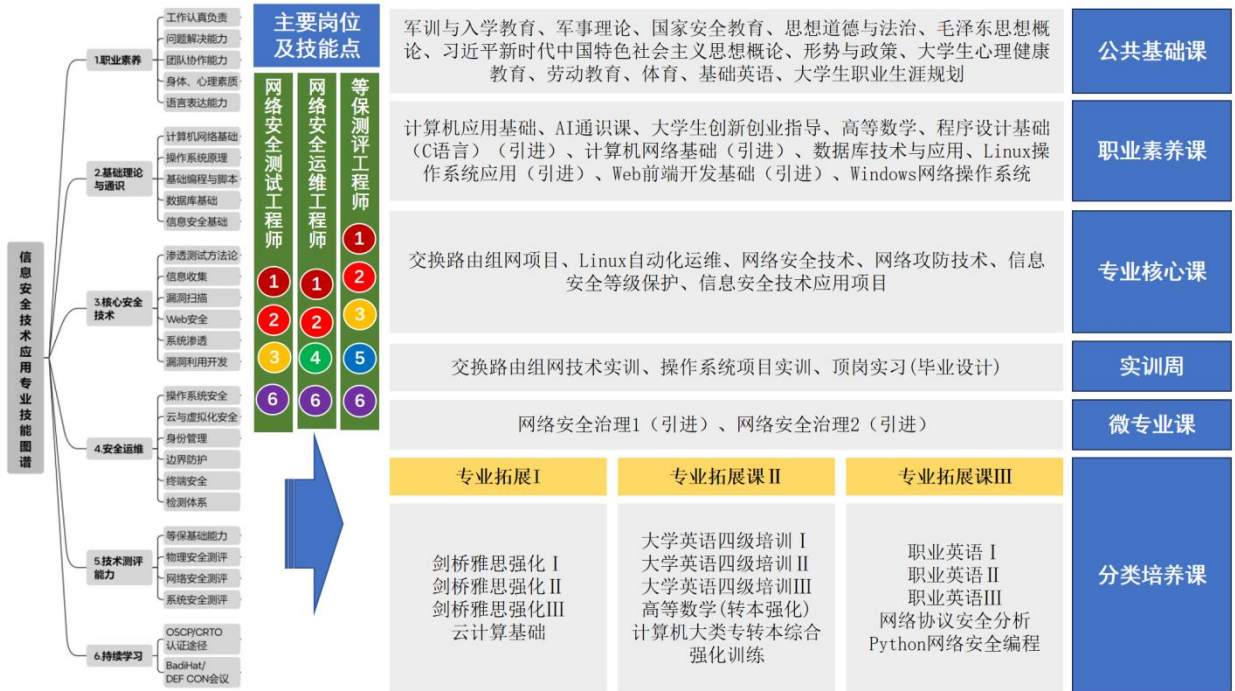 信息安全技术应用专业技能图谱
1.职业素养
工作认真负责
问题解决能力
团队协作能力
身体、心理素质
语言表达能力
2.基础理论
与通识
计算机网络基础
操作系统原理
基础编程与脚本
数据库基础
信息安全基础
3.核心安全
技术
渗透测试方法论
信息收集
漏洞扫描
Web安全
系统渗透
漏洞利用开发
4.安全运维
操作系统安全
云与虚拟化安全
身份管理
边界防护
终端安全
检测体系
5.技术测评
能力
等保基础能力
物理安全测评
网络安全测评
系统安全测评
6.持续学习
OSCP/CRTO
认证途径
BadiHat/
DEF CON会议
主要岗位
及技能点
网络安全测试工程师
1
2
3
6
网络安全运维工程师
1
2
4
6
等保测评工程师
1
2
3
5
6
军训与入学教育、军事理论、国家安全教育、思想道德与法治、毛泽东思想概
论、习近平新时代中国特色社会主义思想概论、形势与政策、大学生心理健康
教育、劳动教育、体育、基础英语、大学生职业生涯规划
公共基础课
计算机应用基础、AI通识课、大学生创新创业指导、高等数学、程序设计基础
（C语言）（引进）、计算机网络基础（引进）、数据库技术与应用、Linux操
作系统应用（引进）、Web前端开发基础（引进）、Windows网络操作系统
职业素养课
交换路由组网项目、Linux自动化运维、网络安全技术、网络攻防技术、信息
安全等级保护、信息安全技术应用项目
专业核心课
交换路由组网技术实训、操作系统项目实训、顶岗实习(毕业设计)
实训周
网络安全治理1（引进）、网络安全治理2（引进）
微专业课
专业拓展Ⅰ
剑桥雅思强化Ⅰ
剑桥雅思强化Ⅱ
剑桥雅思强化Ⅲ
云计算基础
专业拓展课Ⅱ
大学英语四级培训Ⅰ
大学英语四级培训Ⅱ
大学英语四级培训Ⅲ
高等数学(转本强化)
计算机大类专转本综合
强化训练
专业拓展课Ⅲ
职业英语Ⅰ
职业英语Ⅱ
职业英语Ⅲ
网络协议安全分析
Python网络安全编程
分类培养课